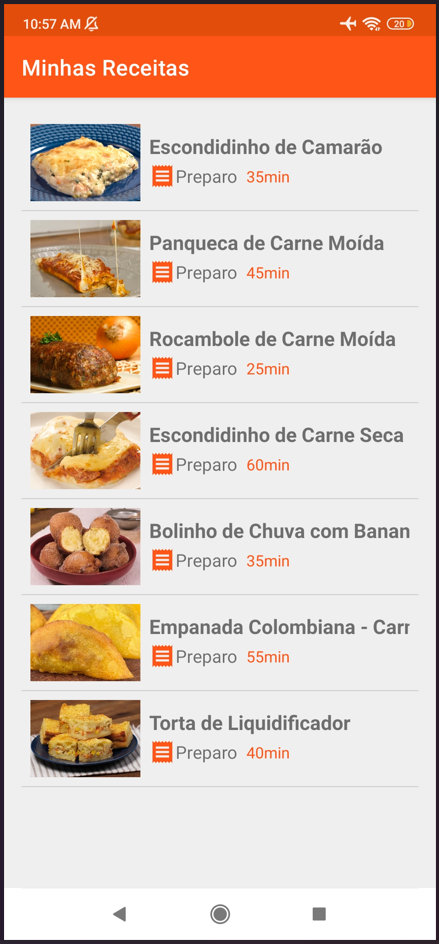 10:57 AM
20
Minhas Receitas
Escondidinho de Camarão
Preparo 35min
Panqueca de Carne Moída
Preparo 45min
Rocambole de Carne Moída
Preparo 25min
Escondidinho de Carne Seca
Preparo 60min
Bolinho de Chuva com Banan
Preparo 35min
Empanada Colombiana - Carr
Preparo 55min
Torta de Liquidificador
Preparo 40min